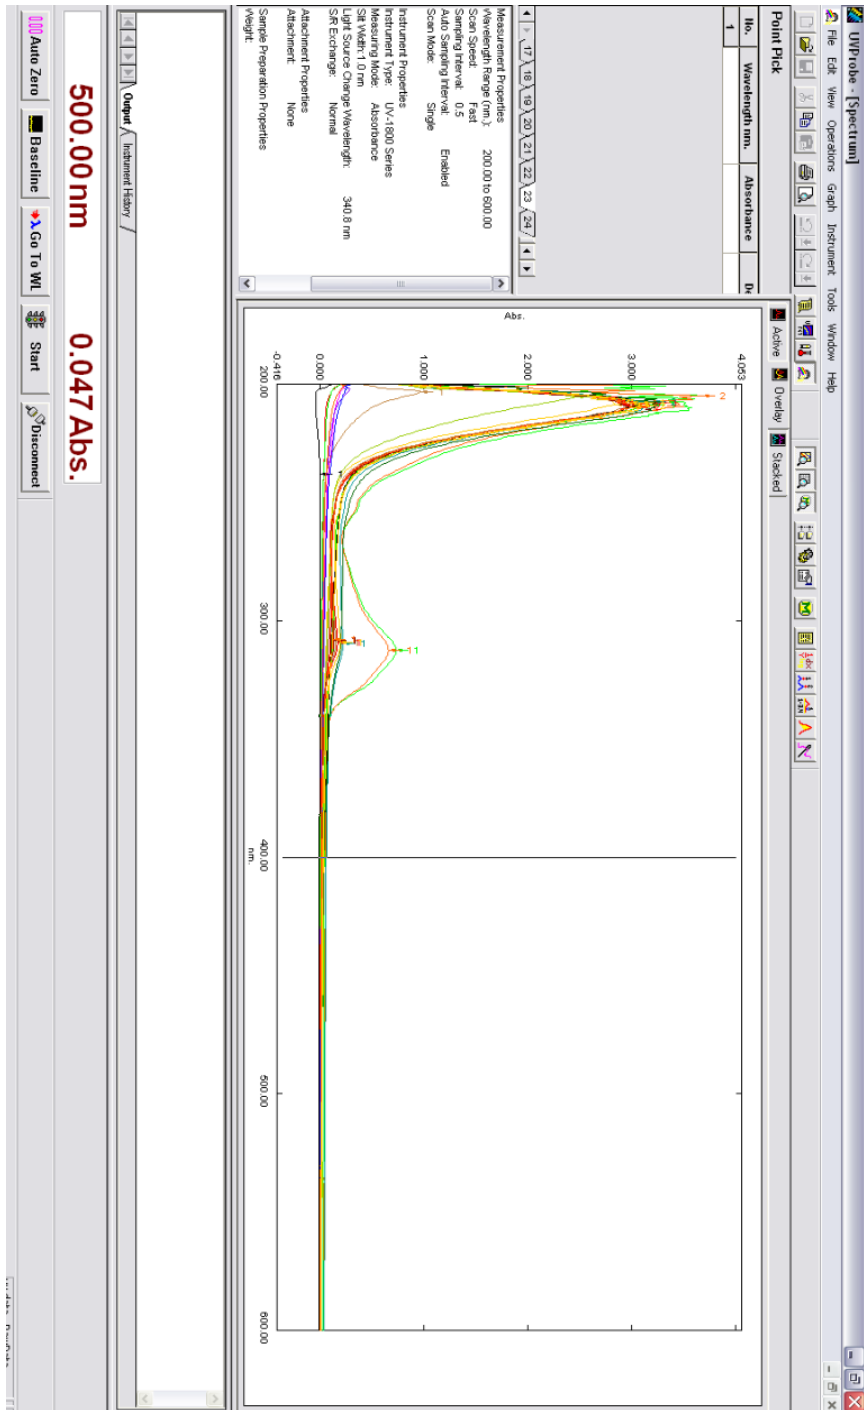 UVProbe - [Spectrum]
File Edit View Operations Graph Instrument Tools Window Help
Point Pick
No. Wavelength nm. Absorbance De
1
17 18 19 20 21 22 23 24
Measurement Properties
Wavelength Range (nm.): 200.00 to 600.00
Scan Speed: Fast
Sampling Interval: 0.5
Auto Sampling Interval: Enabled
Scan Mode: Single
Instrument Properties
Instrument Type: UV-1800 Series
Measuring Mode: Absorbance
Slit Width: 1.0 nm
Light Source Change Wavelength: 340.8 nm
S/R Exchange: Normal
Attachment Properties
Attachment: None
Sample Preparation Properties
Weight:
Active Overlay Stacked
Abs.
4.053
3.000
2.000
1.000
0.000
-0.416
200.00 300.00 400.00 500.00 600.00
nm.
2
1
1 1
Output Instrument History
500.00 nm 0.047 Abs.
Auto Zero Baseline Go To WL Start Disconnect